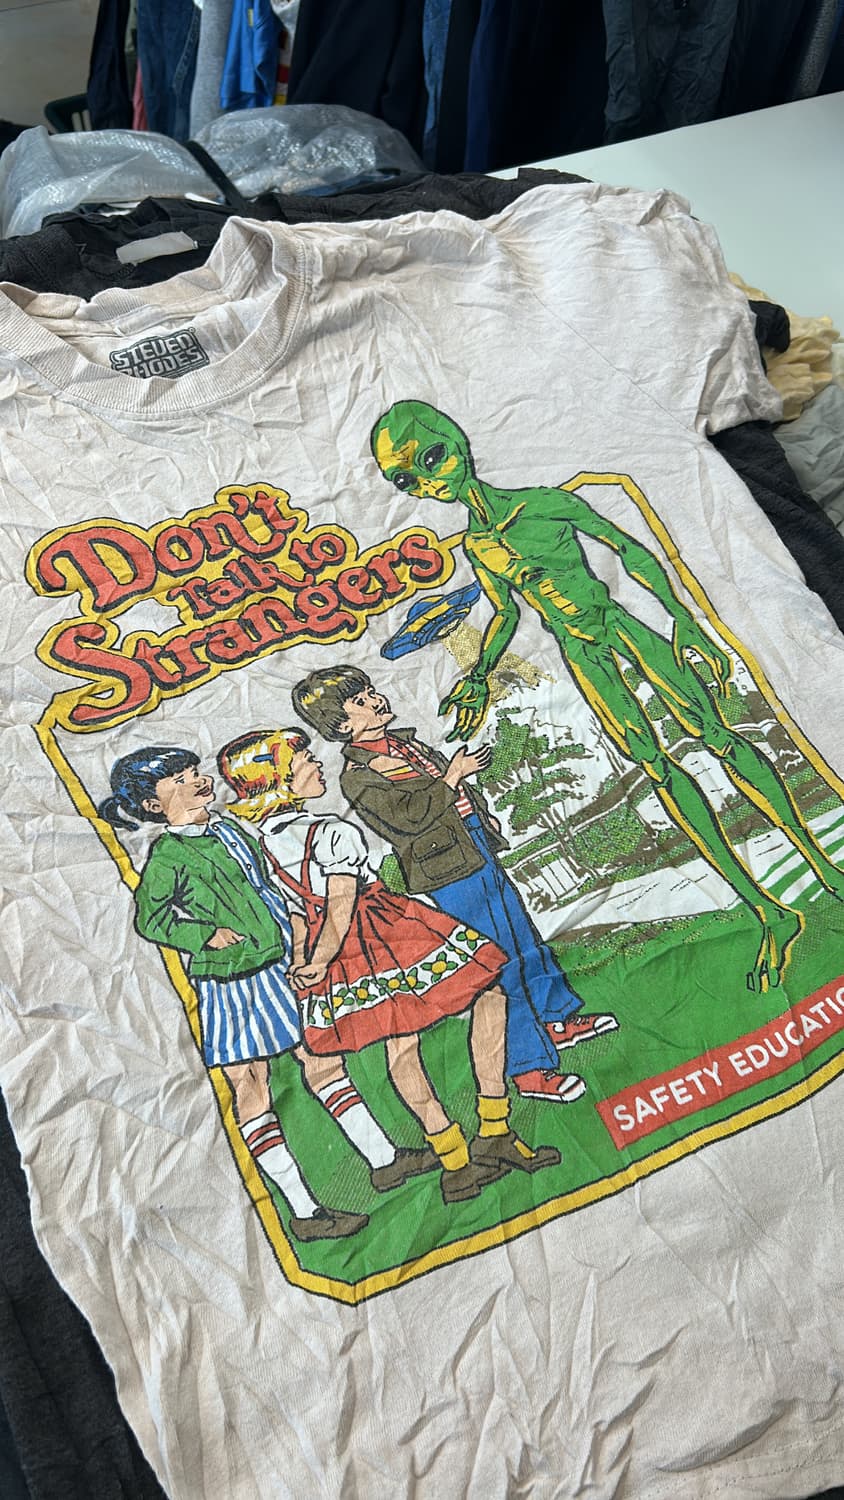 STEVEN
RHODES
Don't
Talk to
Strangers
SAFETY EDUCATIO